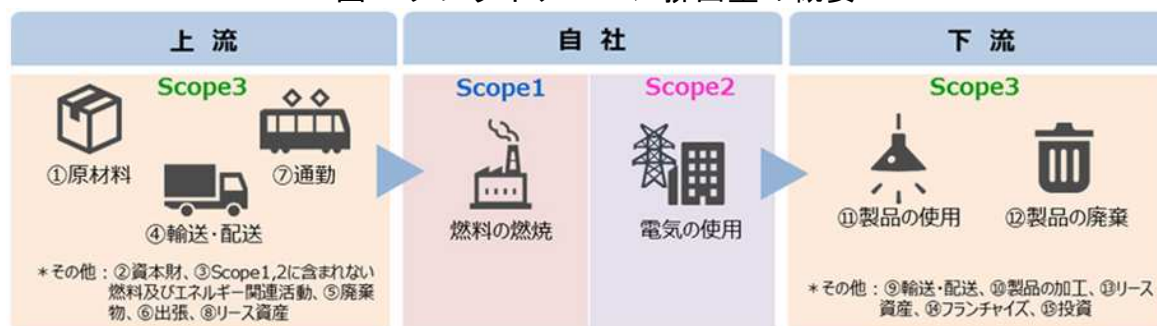 上 流
自 社
下 流
Scope3
①原材料
⑦通勤
④輸送・配送
＊その他：②資本財、③Scope1,2に含まれない
燃料及びエネルギー関連活動、⑤廃棄
物、⑥出張、⑧リース資産
Scope1
燃料の燃焼
Scope2
電気の使用
Scope3
⑪製品の使用
⑫製品の廃棄
＊その他：⑨輸送・配送、⑩製品の加工、⑬リース
資産、⑭フランチャイズ、⑮投資